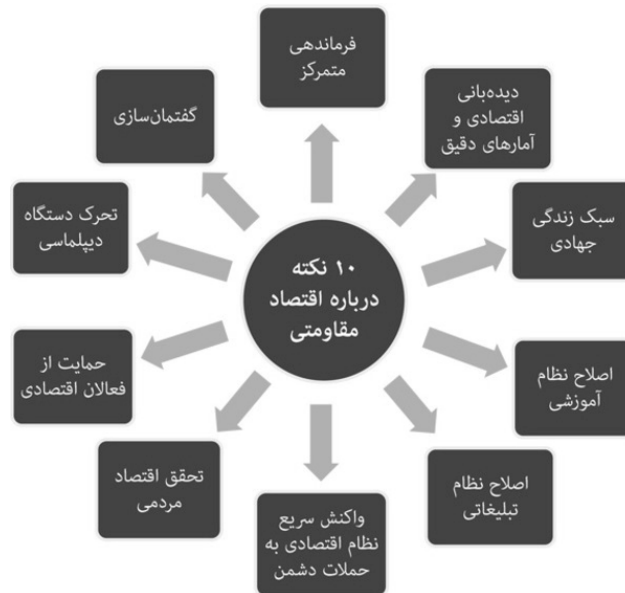 ۱۰ نکته
درباره اقتصاد
مقاومتی
فرماندهی
متمرکز
دیده‌بانی
اقتصادی و
آمارهای دقیق
سبک زندگی
جهادی
اصلاح نظام
آموزشی
اصلاح نظام
تبلیغاتی
واکنش سریع
نظام اقتصادی به
حملات دشمن
تحقق اقتصاد
مردمی
حمایت از
فعالان اقتصادی
تحرک دستگاه
دیپلماسی
گفتمان‌سازی